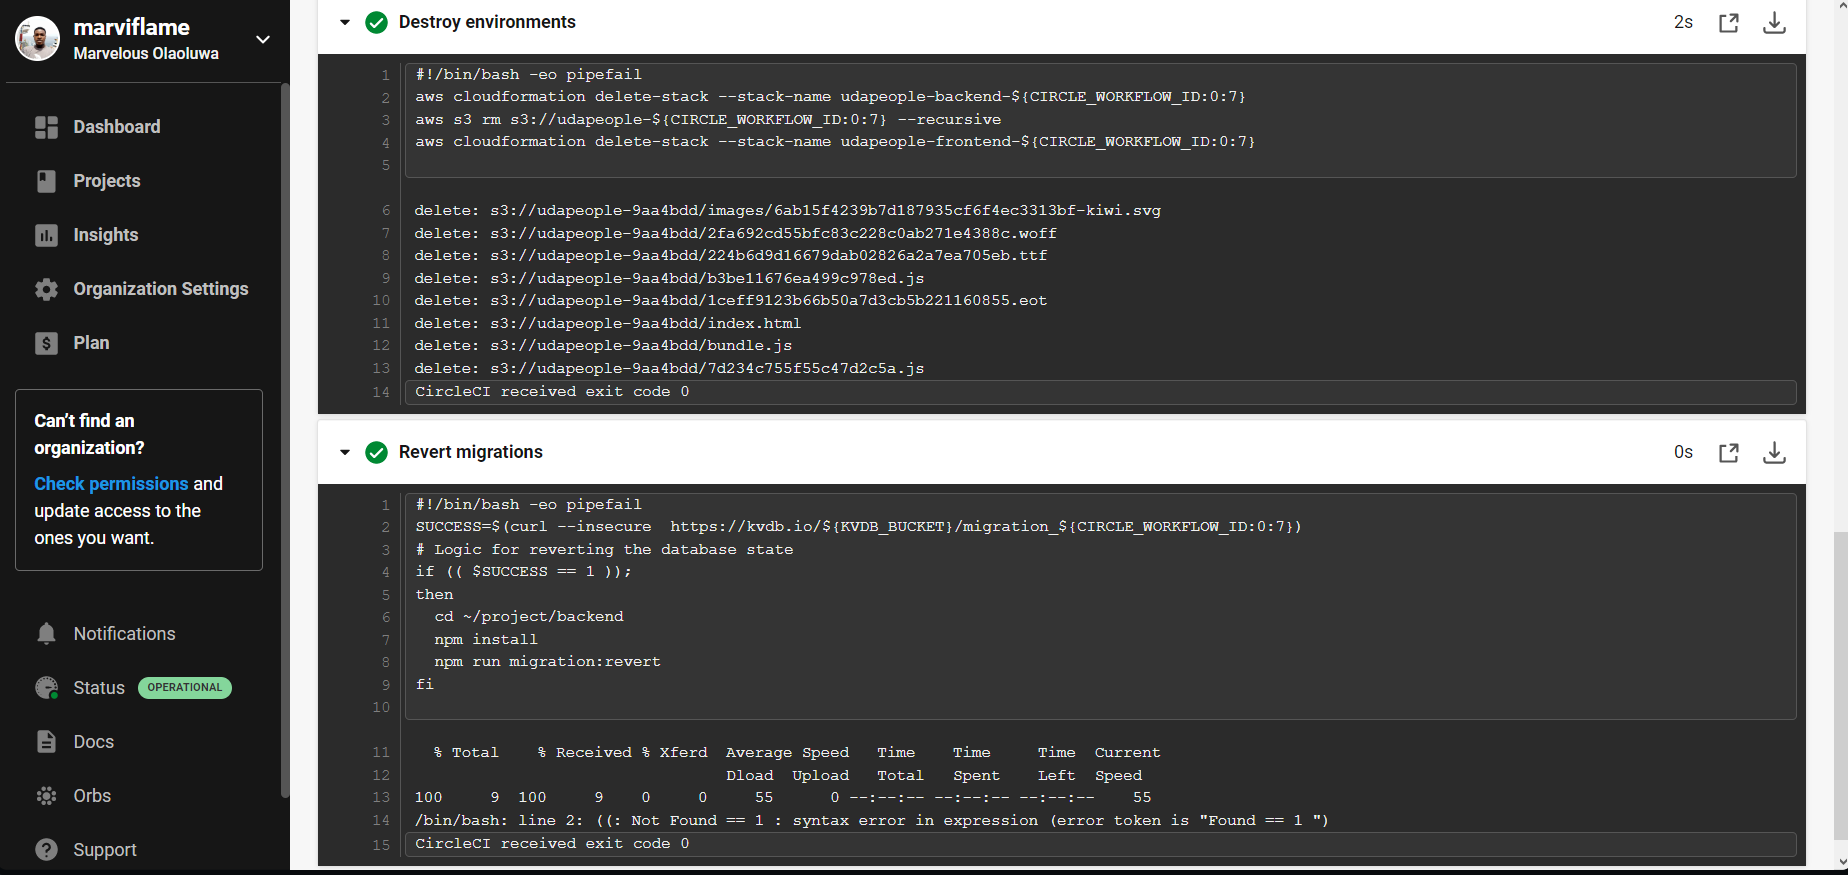 marviflame
Marvelous Olaoluwa
Dashboard
Projects
Insights
Organization Settings
Plan
Can't find an
organization?
Check permissions and
update access to the
ones you want.
Notifications
Status OPERATIONAL
Docs
Orbs
Support
Destroy environments 2s
1 #!/bin/bash -eo pipefail
2 aws cloudformation delete-stack --stack-name udapeople-backend-${CIRCLE_WORKFLOW_ID:0:7}
3 aws s3 rm s3://udapeople-${CIRCLE_WORKFLOW_ID:0:7} --recursive
4 aws cloudformation delete-stack --stack-name udapeople-frontend-${CIRCLE_WORKFLOW_ID:0:7}
5
6 delete: s3://udapeople-9aa4bdd/images/6ab15f4239b7d187935cf6f4ec3313bf-kiwi.svg
7 delete: s3://udapeople-9aa4bdd/2fa692cd55bfc83c228c0ab271e4388c.woff
8 delete: s3://udapeople-9aa4bdd/224b6d9d16679dab02826a2a7ea705eb.ttf
9 delete: s3://udapeople-9aa4bdd/b3be11676ea499c978ed.js
10 delete: s3://udapeople-9aa4bdd/1ceff9123b66b50a7d3cb5b221160855.eot
11 delete: s3://udapeople-9aa4bdd/index.html
12 delete: s3://udapeople-9aa4bdd/bundle.js
13 delete: s3://udapeople-9aa4bdd/7d234c755f55c47d2c5a.js
14 CircleCI received exit code 0
Revert migrations 0s
1 #!/bin/bash -eo pipefail
2 SUCCESS=$(curl --insecure  https://kvdb.io/${KVDB_BUCKET}/migration_${CIRCLE_WORKFLOW_ID:0:7})
3 # Logic for reverting the database state
4 if (( $SUCCESS == 1 ));
5 then
6   cd ~/project/backend
7   npm install
8   npm run migration:revert
9 fi
10
11   % Total    % Received % Xferd  Average Speed   Time    Time     Time  Current
12                                  Dload  Upload   Total   Spent    Left  Speed
13 100     9  100     9    0     0     55      0 --:--:-- --:--:-- --:--:--    55
14 /bin/bash: line 2: ((: Not Found == 1 : syntax error in expression (error token is "Found == 1 ")
15 CircleCI received exit code 0